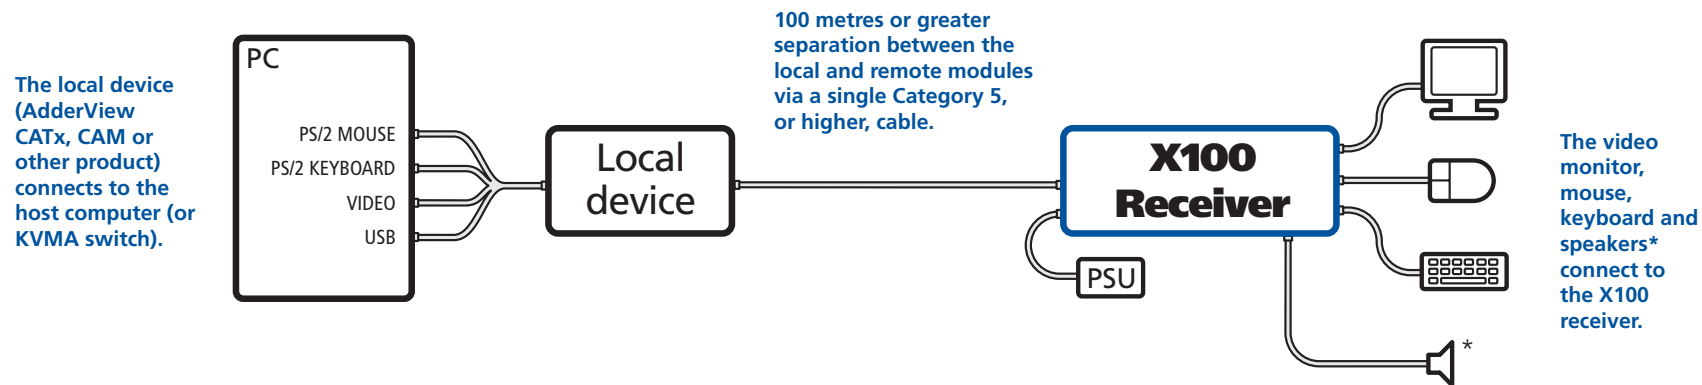 The local device
(AdderView
CATx, CAM or
other product)
connects to the
host computer (or
KVMA switch).
PC
PS/2 MOUSE
PS/2 KEYBOARD
VIDEO
USB
Local
device
100 metres or greater
separation between the
local and remote modules
via a single Category 5,
or higher, cable.
X100
Receiver
PSU
*
The video
monitor,
mouse,
keyboard and
speakers*
connect to
the X100
receiver.